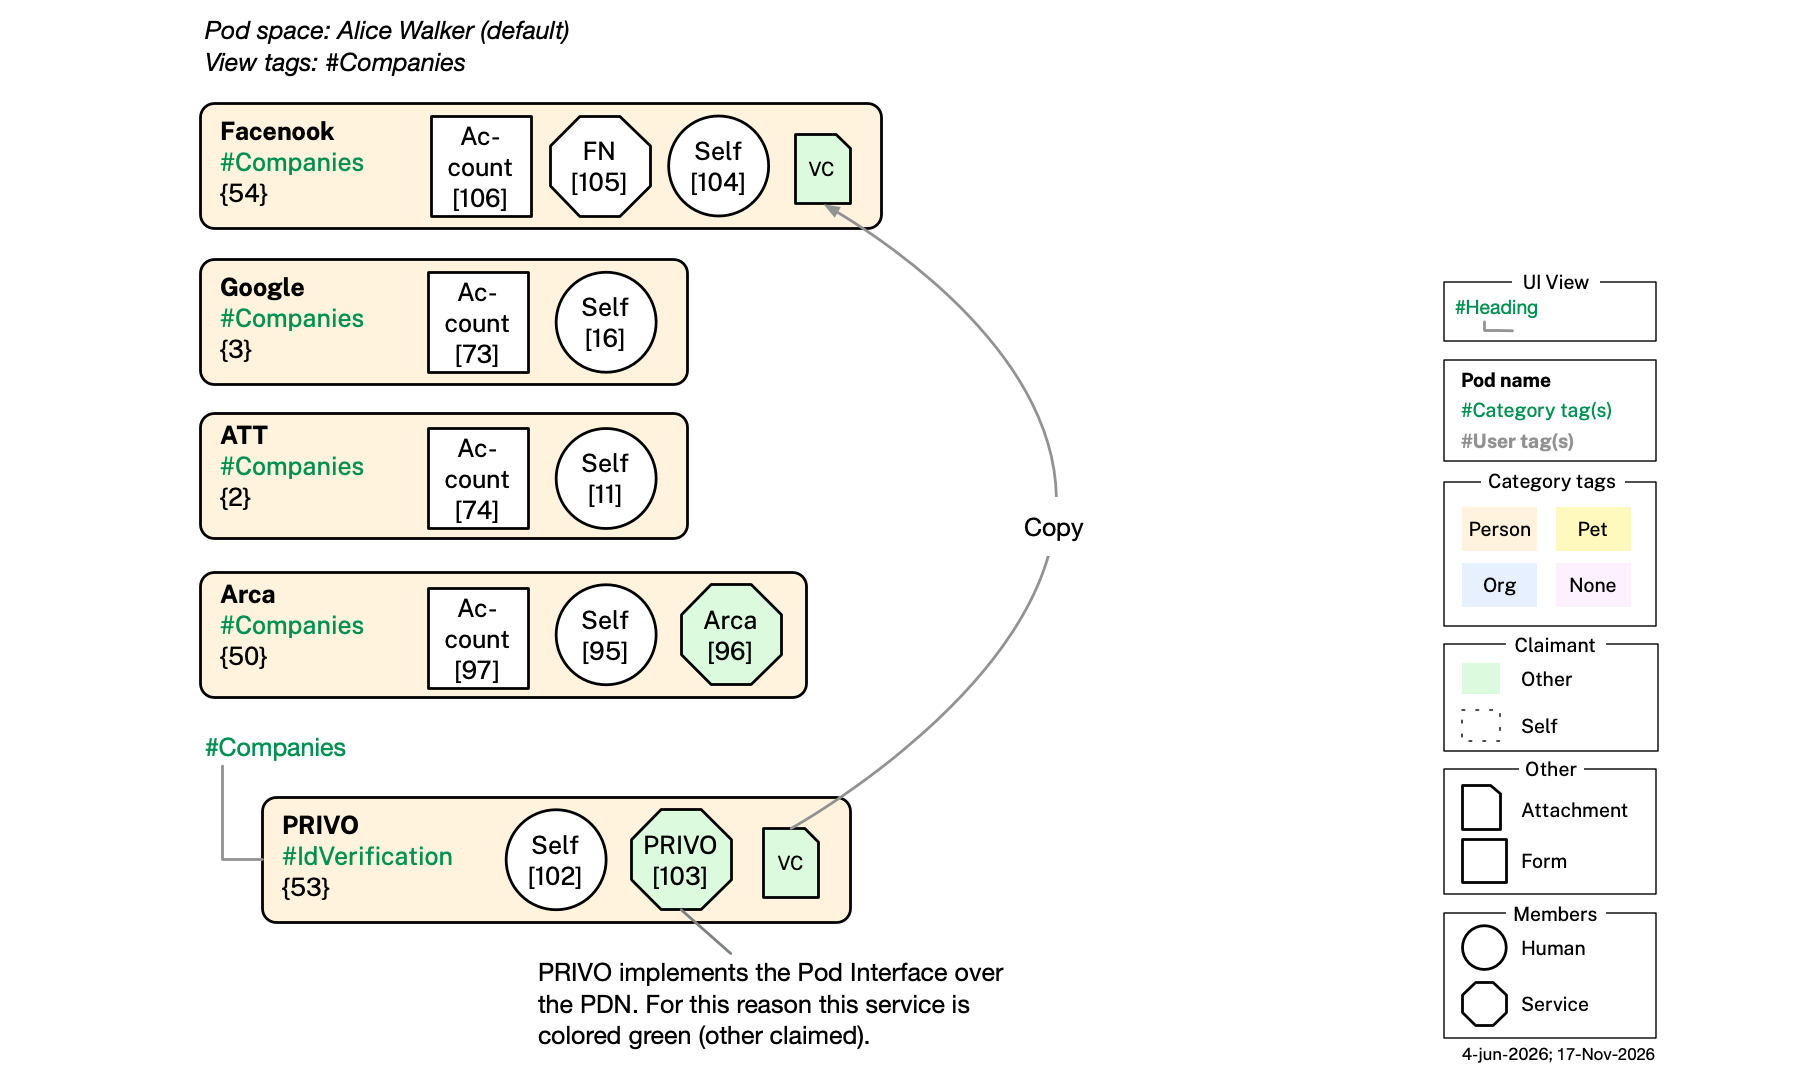 Pod space: Alice Walker (default)
View tags: #Companies
Facenook
#Companies
{54}
Ac-
count
[106]
FN
[105]
Self
[104]
VC
Google
#Companies
{3}
Ac-
count
[73]
Self
[16]
ATT
#Companies
{2}
Ac-
count
[74]
Self
[11]
Copy
Arca
#Companies
{50}
Ac-
count
[97]
Self
[95]
Arca
[96]
#Companies
PRIVO
#IdVerification
{53}
Self
[102]
PRIVO
[103]
VC
PRIVO implements the Pod Interface over
the PDN. For this reason this service is
colored green (other claimed).
UI View
#Heading
Pod name
#Category tag(s)
#User tag(s)
Category tags
Person
Pet
Org
None
Claimant
Other
Self
Other
Attachment
Form
Members
Human
Service
4-jun-2026; 17-Nov-2026